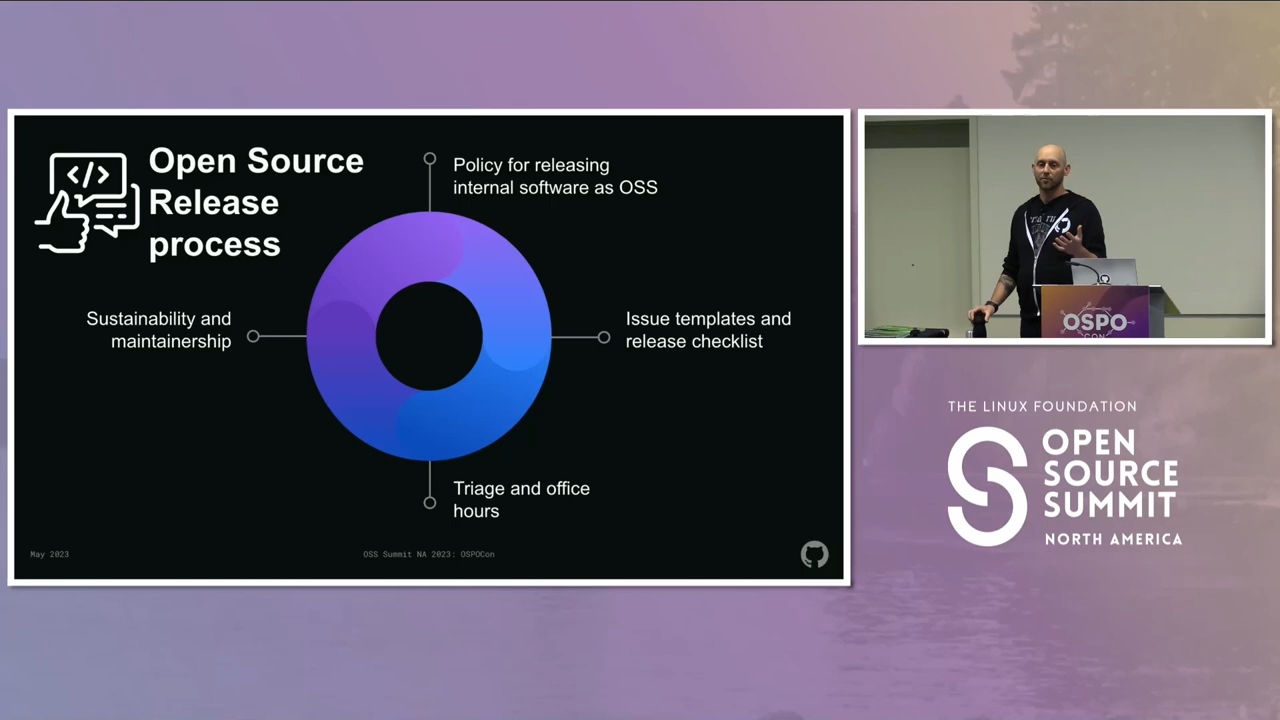 Open Source
Release
process
Policy for releasing
internal software as OSS
Sustainability and
maintainership
Issue templates and
release checklist
Triage and office
hours
May 2023
OSS Summit NA 2023: OSPOCon
</>
OSPO
CON
THE LINUX FOUNDATION
OPEN
SOURCE
SUMMIT
NORTH AMERICA